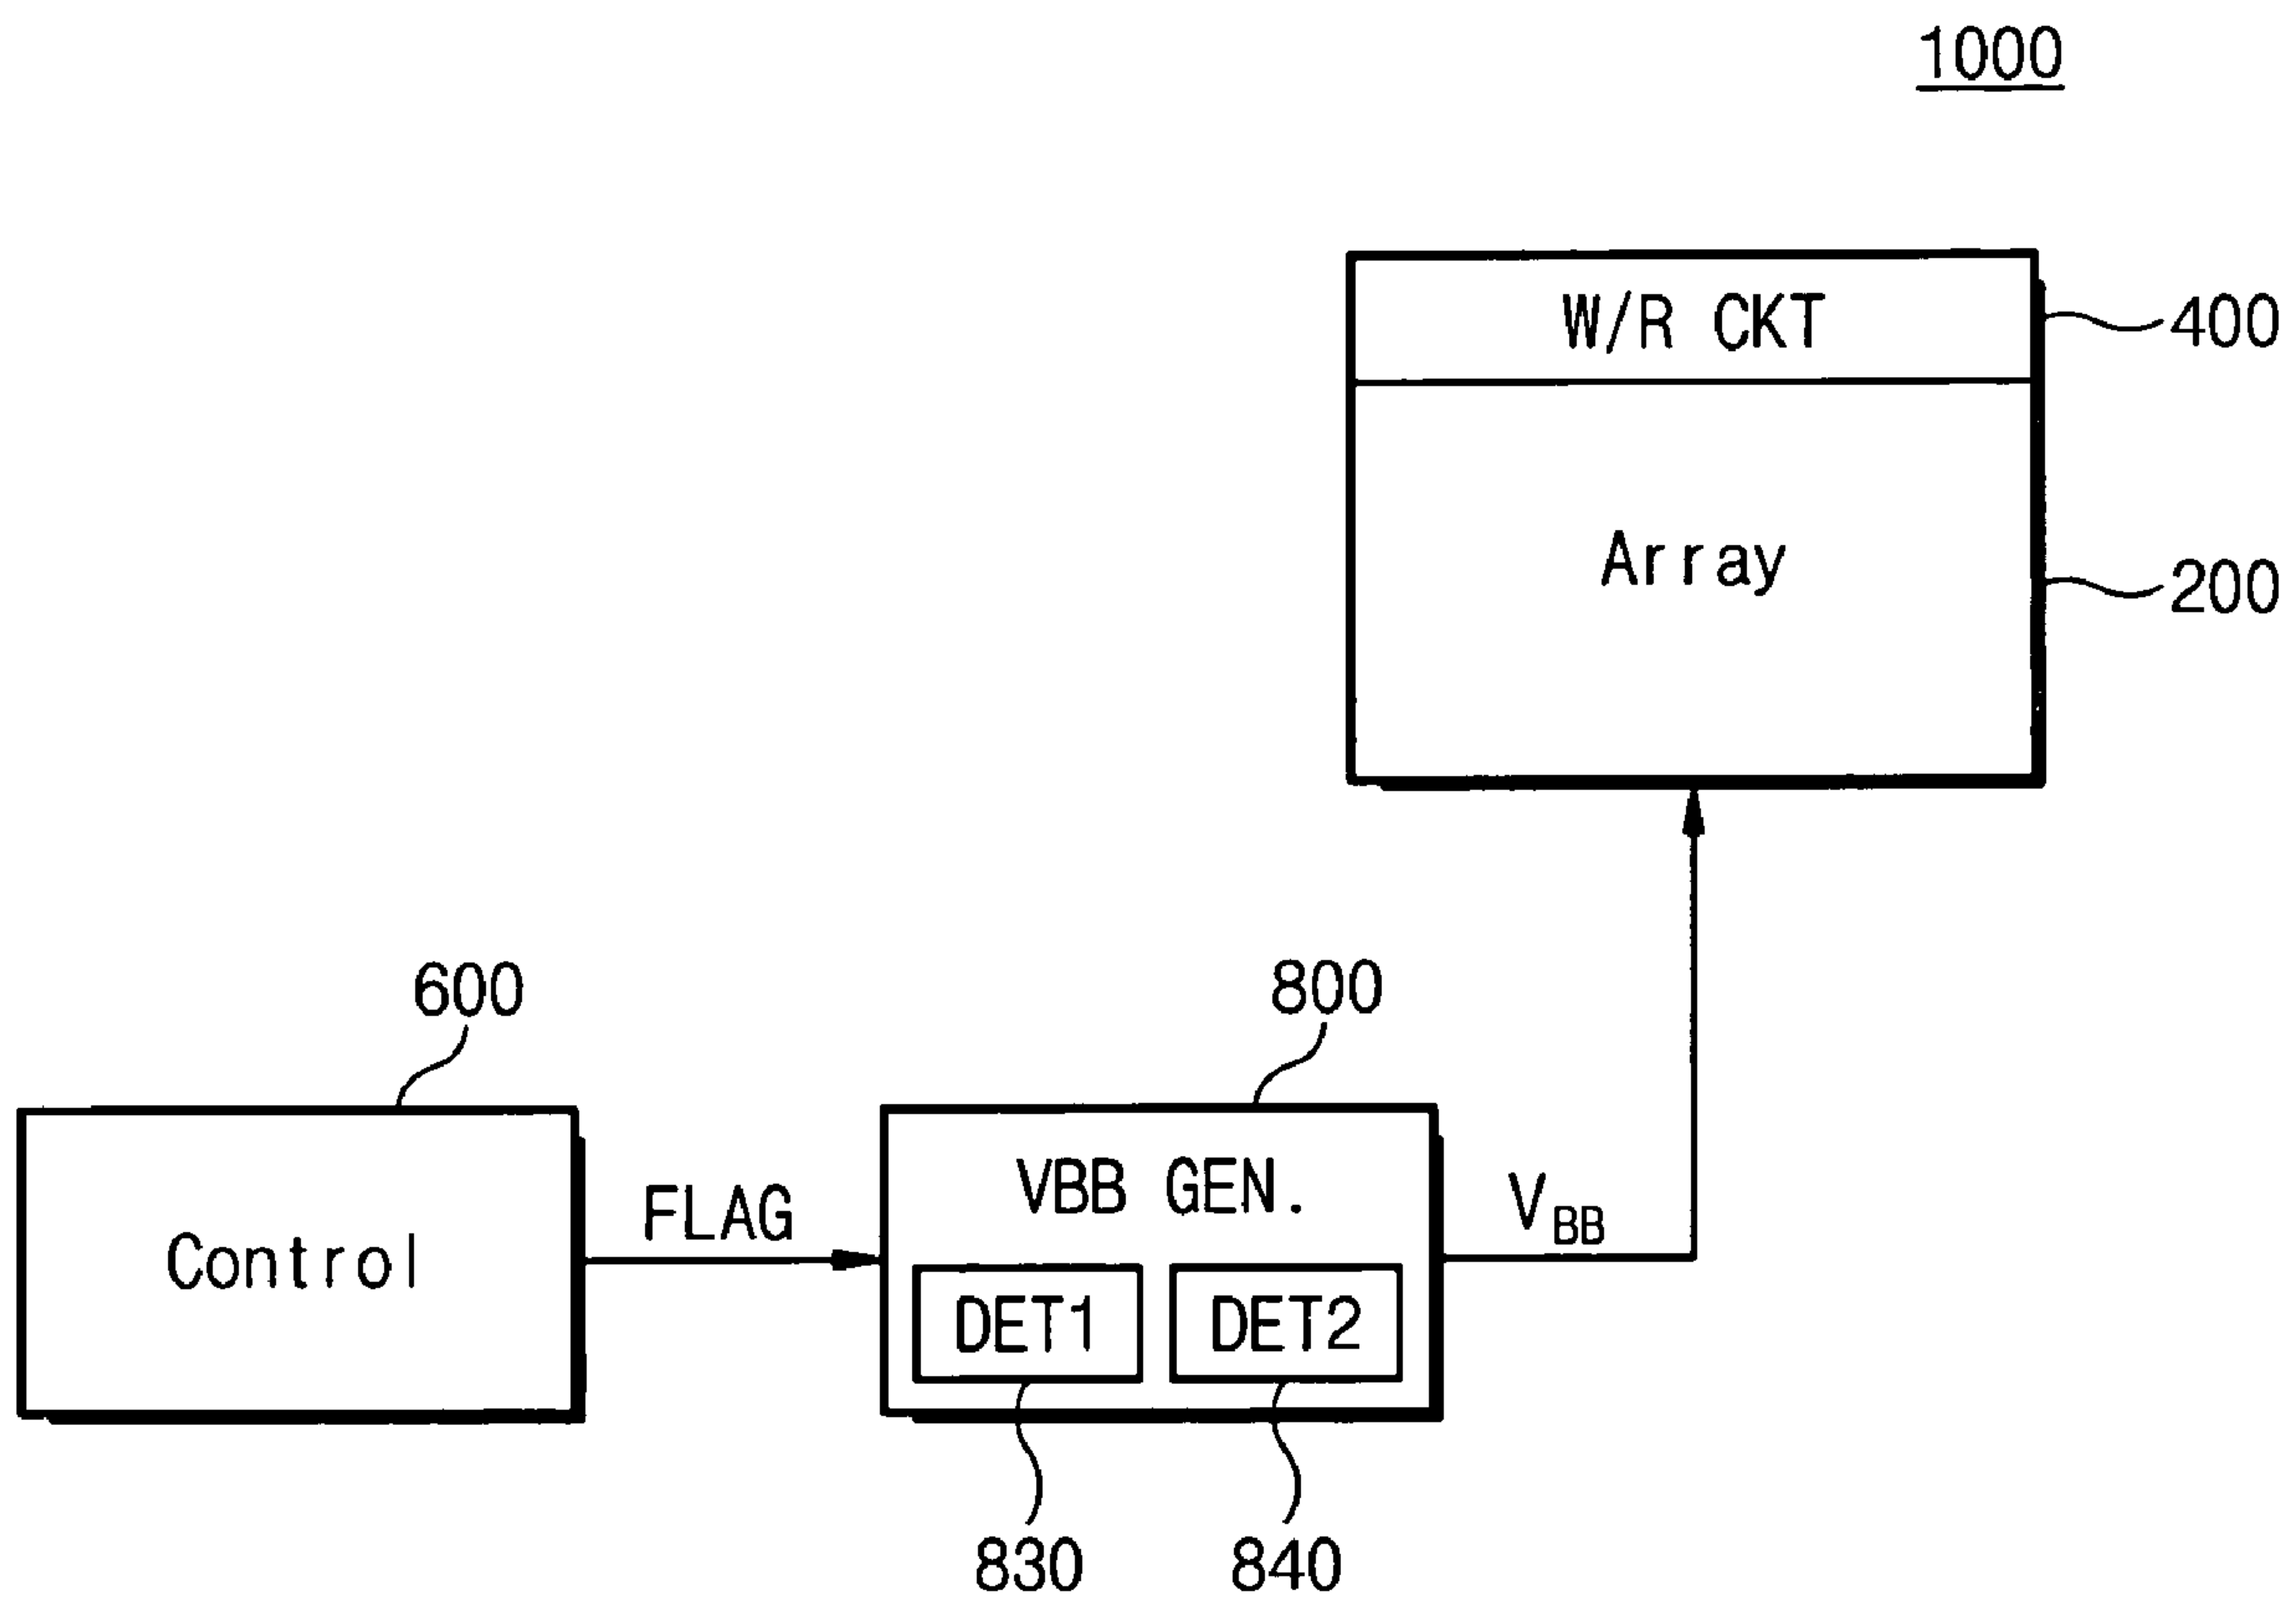 1000
W/R CKT
400
Array
200
600
800
Control
FLAG
VBB GEN.
VBB
DET1
DET2
830
840